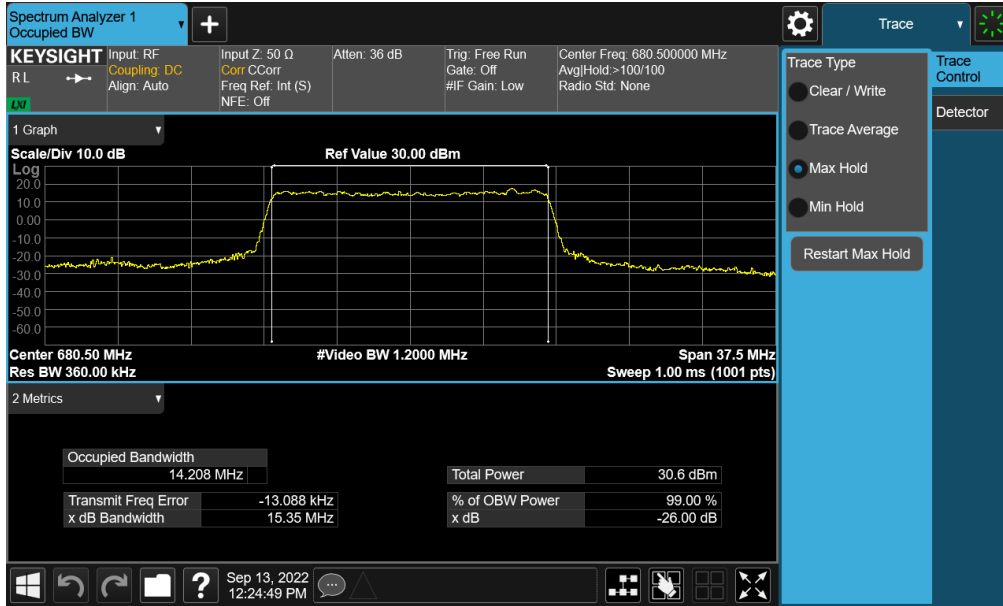 Spectrum Analyzer 1
Occupied BW
Trace
KEYSIGHT
R L
LXI
Input: RF
Coupling: DC
Align: Auto
Input Z: 50 Ω
Corr CCorr
Freq Ref: Int (S)
NFE: Off
Atten: 36 dB
Trig: Free Run
Gate: Off
#IF Gain: Low
Center Freq: 680.500000 MHz
Avg|Hold:>100/100
Radio Std: None
1 Graph
Scale/Div 10.0 dB
Ref Value 30.00 dBm
Log
20.0
10.0
0.00
-10.0
-20.0
-30.0
-40.0
-50.0
-60.0
Center 680.50 MHz
#Video BW 1.2000 MHz
Span 37.5 MHz
Res BW 360.00 kHz
Sweep 1.00 ms (1001 pts)
2 Metrics
Occupied Bandwidth
14.208 MHz
Total Power 30.6 dBm
Transmit Freq Error -13.088 kHz
% of OBW Power 99.00 %
x dB Bandwidth 15.35 MHz
x dB -26.00 dB
Sep 13, 2022
12:24:49 PM
Trace Type
Clear / Write
Trace Average
Max Hold
Min Hold
Restart Max Hold
Trace
Control
Detector